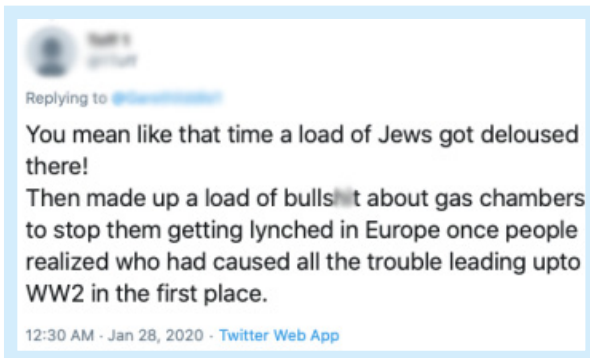 Replying to
You mean like that time a load of Jews got deloused
there!
Then made up a load of bulls t about gas chambers
to stop them getting lynched in Europe once people
realized who had caused all the trouble leading upto
WW2 in the first place.
12:30 AM · Jan 28, 2020 · Twitter Web App